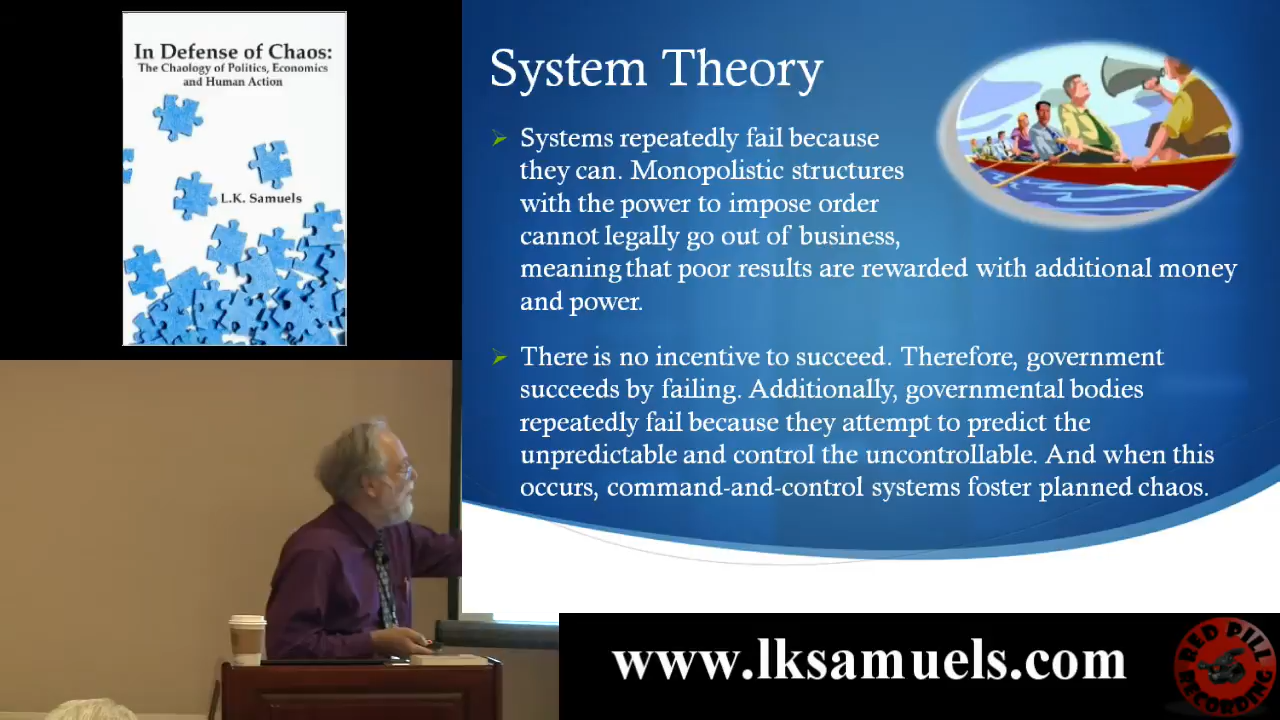 In Defense of Chaos:
The Chaology of Politics, Economics
and Human Action
L.K. Samuels
System Theory
Systems repeatedly fail because
they can. Monopolistic structures
with the power to impose order
cannot legally go out of business,
meaning that poor results are rewarded with additional money
and power.
There is no incentive to succeed. Therefore, government
succeeds by failing. Additionally, governmental bodies
repeatedly fail because they attempt to predict the
unpredictable and control the uncontrollable. And when this
occurs, command-and-control systems foster planned chaos.
www.lksamuels.com
RED PILL
RECORDING